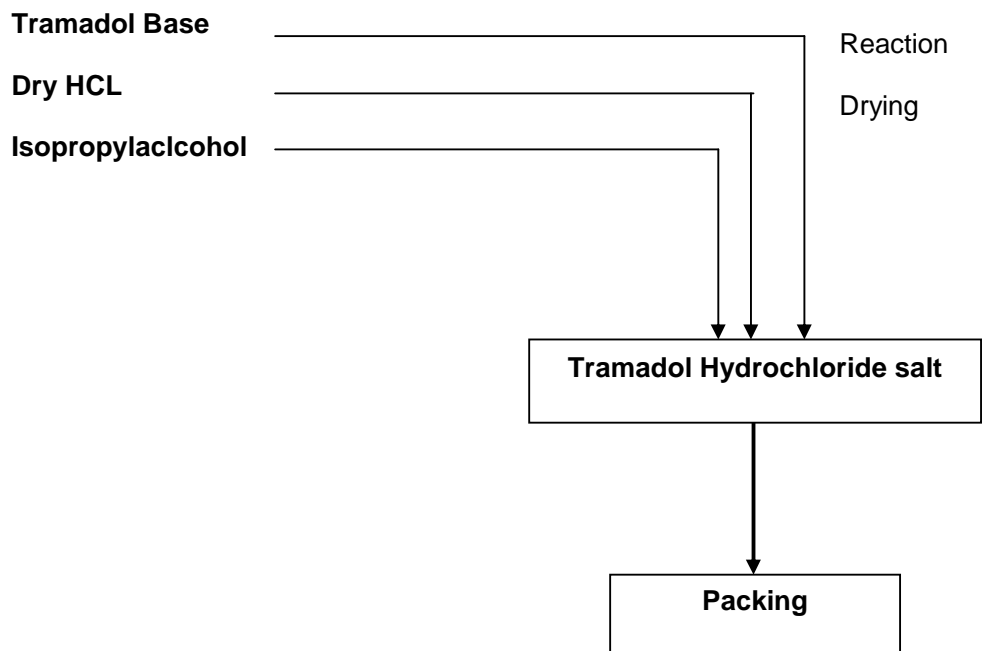 Tramadol Base
Reaction
Dry HCL
Drying
Isopropylaclcohol
Tramadol Hydrochloride salt
Packing